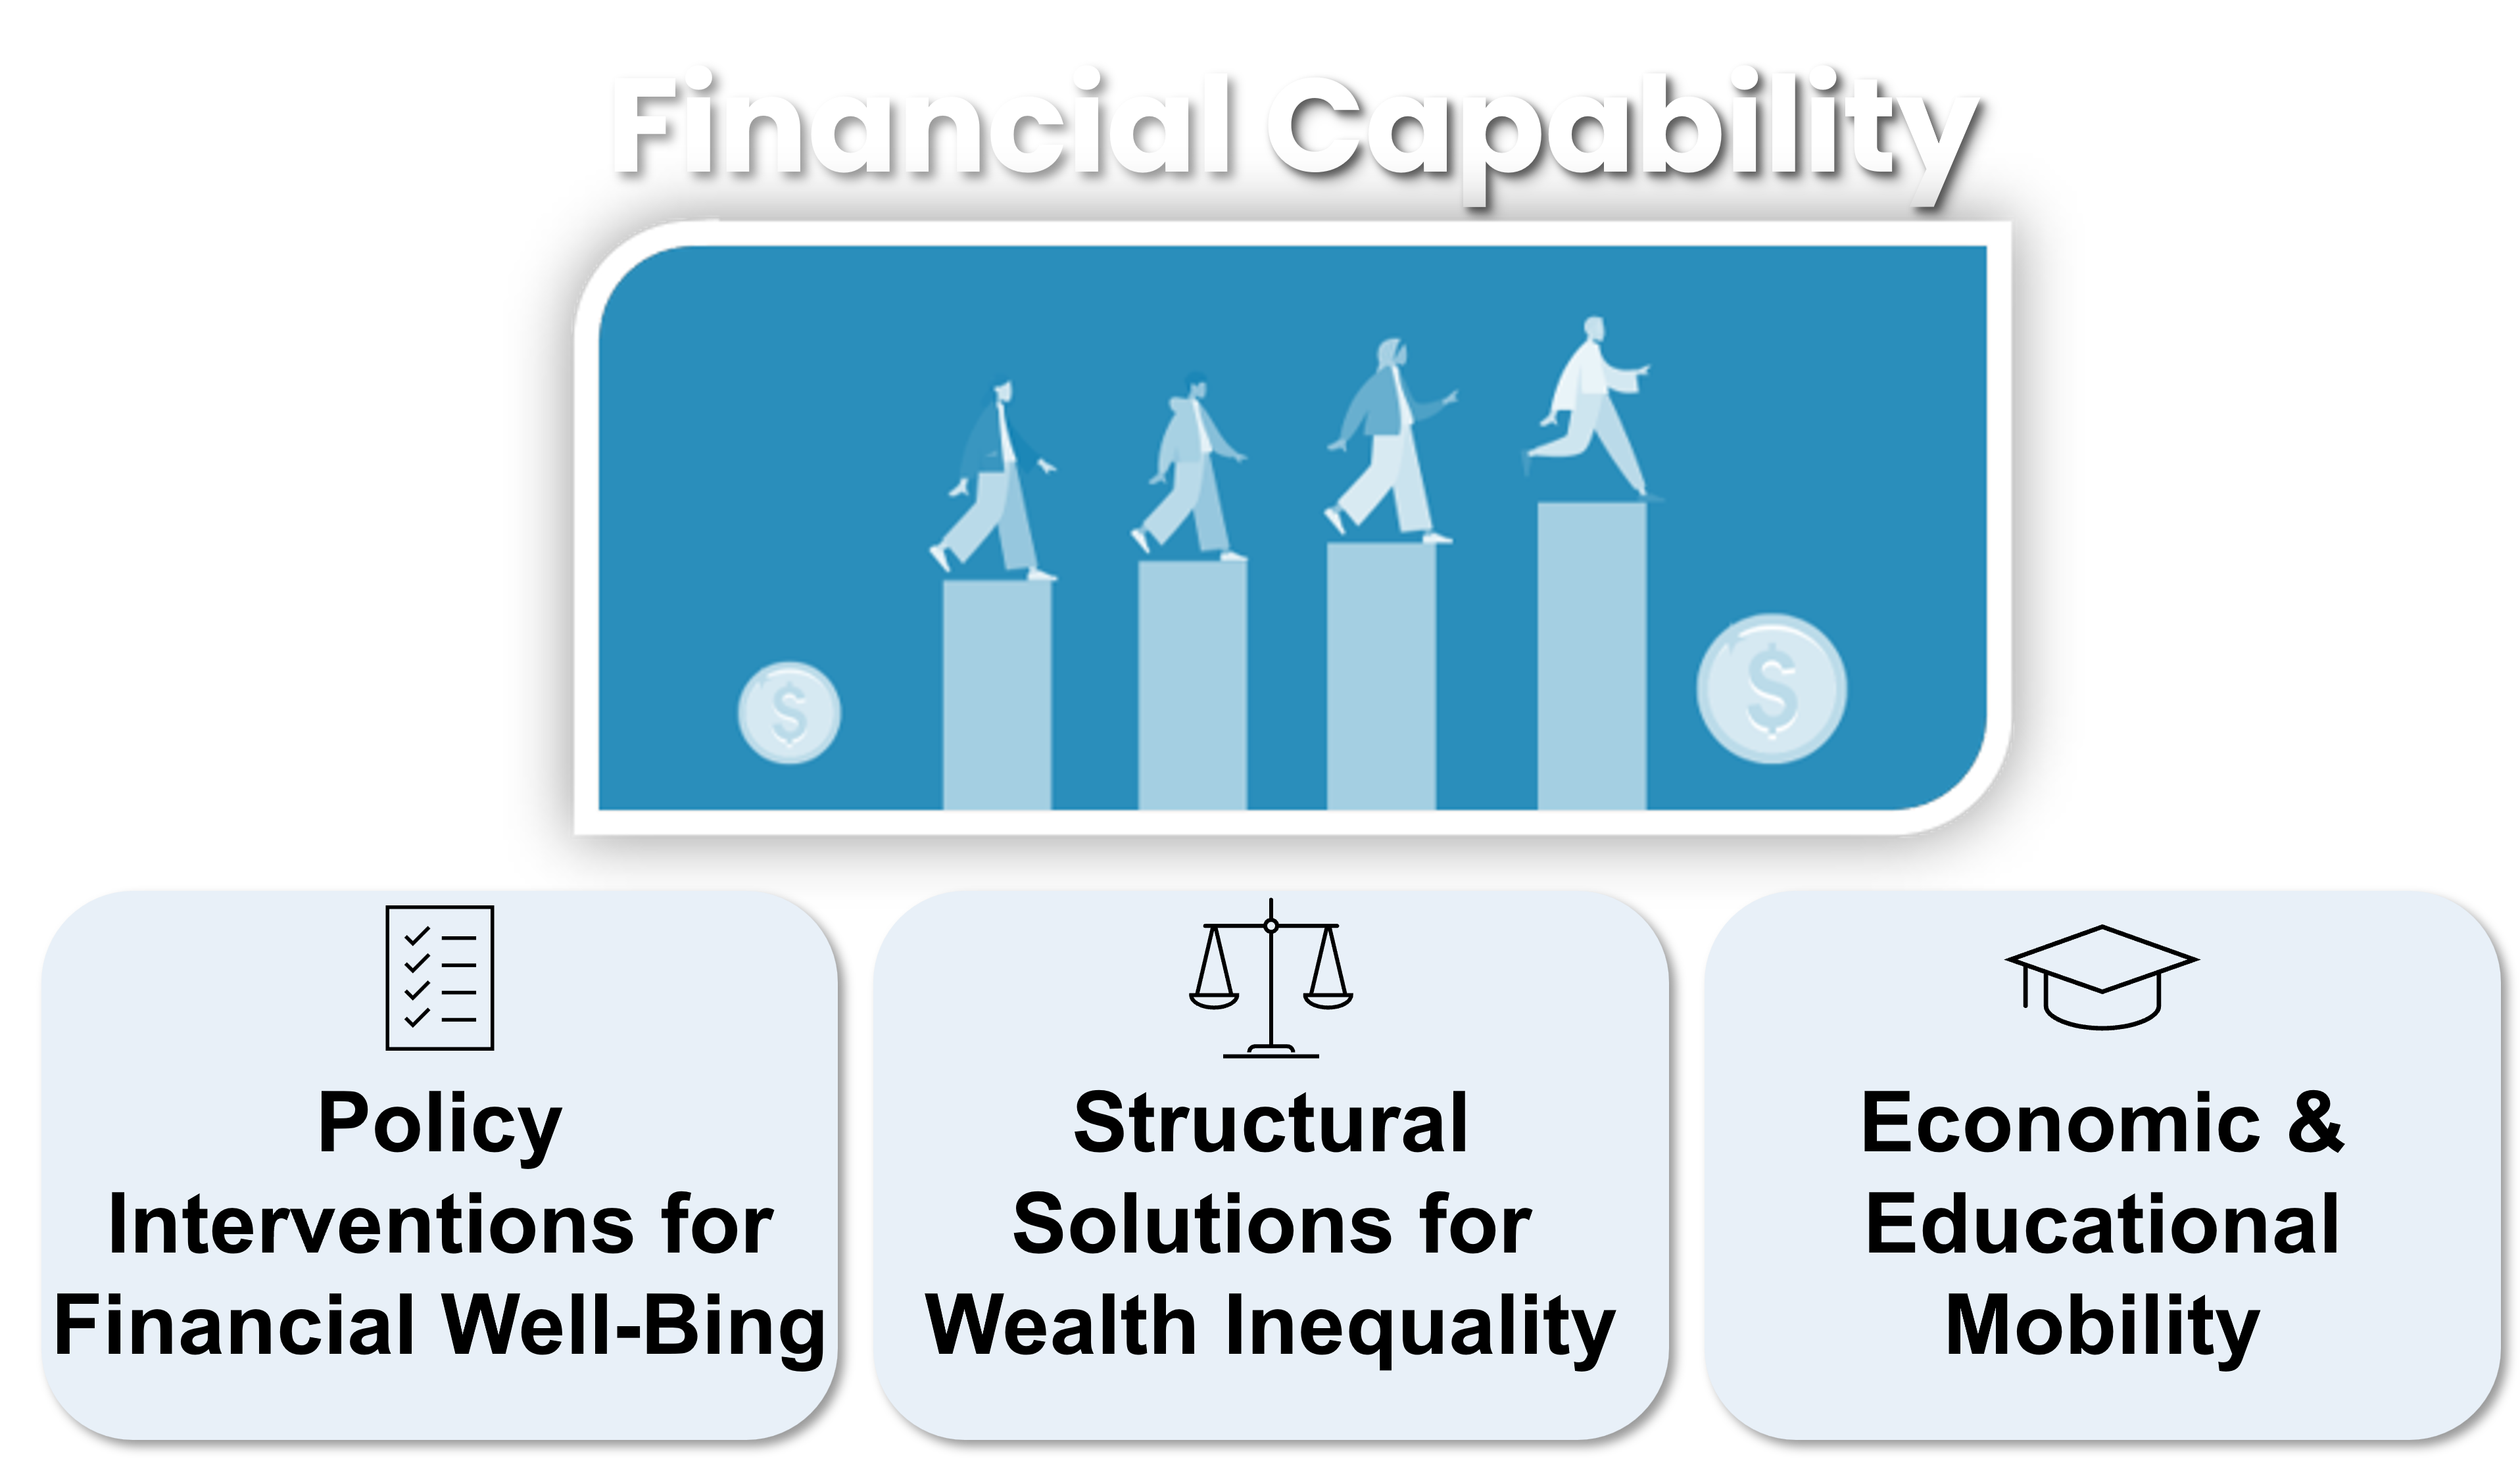 Financial Capability
$
$
Policy
Interventions for
Financial Well-Bing
Structural
Solutions for
Wealth Inequality
Economic &
Educational
Mobility